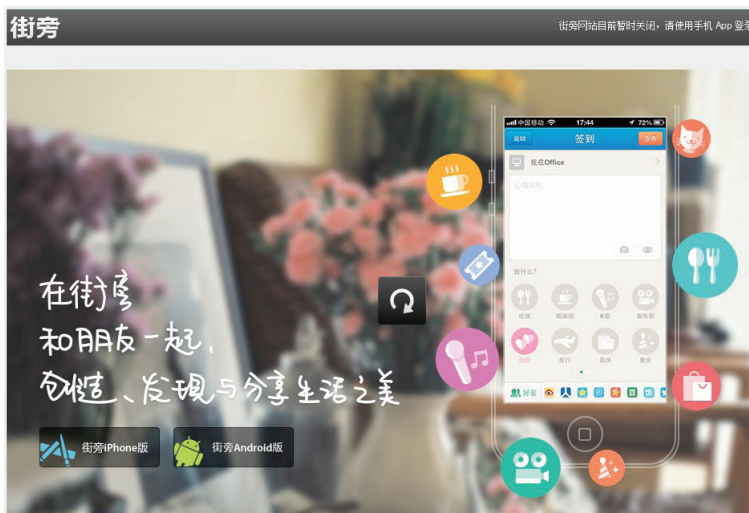 街旁
街旁网站目前暂时关闭，请使用手机 App 登录
中国移动 17:44 72%
返回 签到 发布
我在Office
心情如何...
做什么?
吃饭 喝咖啡 K歌 看电影
约会 旅行 血拼 聚会
好友
在街旁
和朋友一起，
创造、发现与分享生活之美
街旁iPhone版 街旁Android版